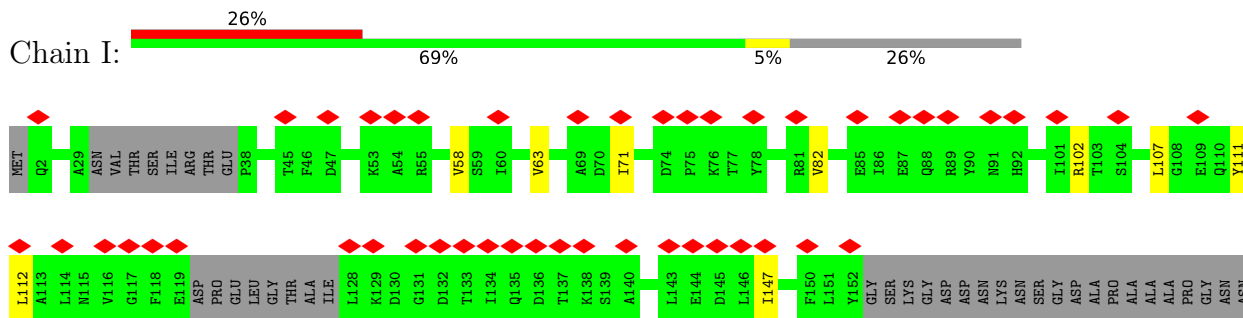 26%
Chain I:
69% 5% 26%
MET Q2 A29 ASN VAL THR SER ILE ARG THR GLU P38 T45 F46 D47 K53 A54 R55 V58 S59 I60 V63 A69 D70 I71 D74 P75 K76 T77 Y78 R81 V82 E85 I86 E87 Q88 R89 Y90 N91 H92 I101 R102 T103 S104 L107 G108 E109 Q110 Y111
L112 A113 L114 N115 V116 G117 F118 E119 ASP PRO GLU LEU GLY THR ALA ILE L128 K129 D130 G131 D132 T133 I134 Q135 D136 T137 K138 S139 A140 L143 E144 D145 L146 I147 F150 L151 Y152 GLY SER LYS GLY ASP ASP ASN LYS ASN SER GLY ASP ALA PRO ALA ALA ALA PRO GLY ASN ASN